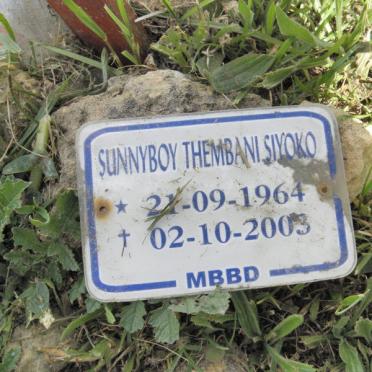 SUNNYBOY THEMBANI SIYOKO
★ 21-09-1964
✝ 02-10-2003
MBBD